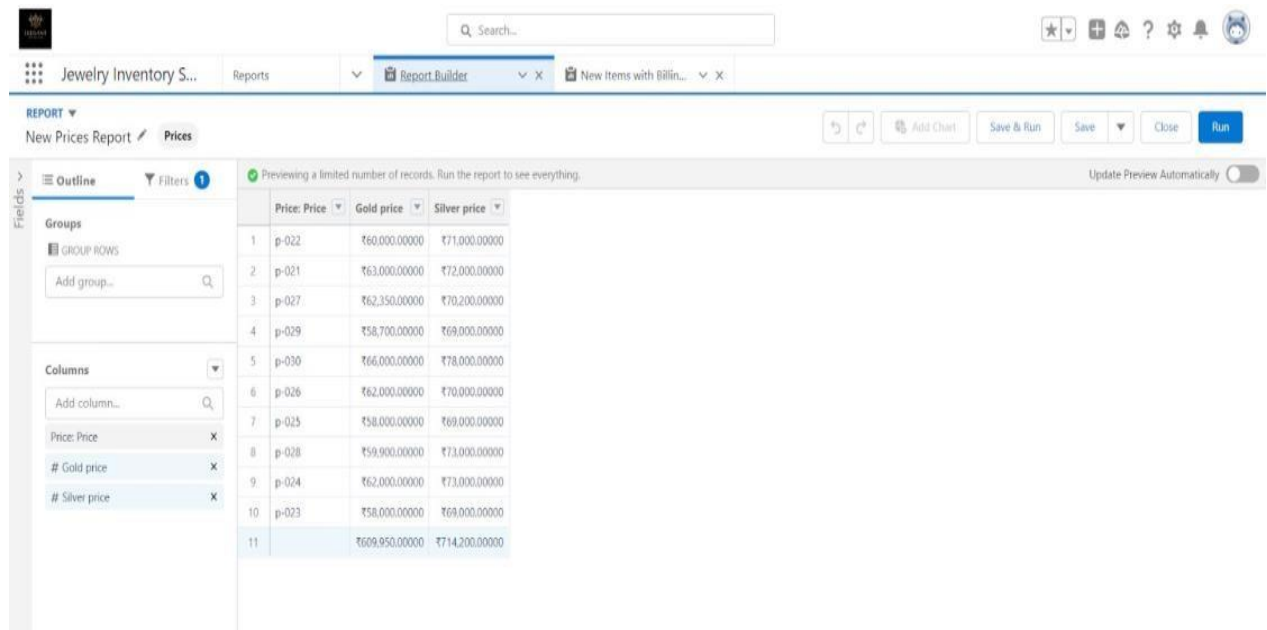 Search...
Jewelry Inventory S... Reports Report Builder New Items with Billin...
REPORT
New Prices Report Prices Add Chart Save & Run Save Close Run
Fields
Outline Filters 1 Previewing a limited number of records. Run the report to see everything. Update Preview Automatically
Groups
GROUP ROWS
Add group...
Columns
Add column...
Price: Price
# Gold price
# Silver price
Price: Price Gold price Silver price
1 p-022 ₹60,000.00000 ₹71,000.00000
2 p-021 ₹63,000.00000 ₹72,000.00000
3 p-027 ₹62,350.00000 ₹70,200.00000
4 p-029 ₹58,700.00000 ₹69,000.00000
5 p-030 ₹66,000.00000 ₹78,000.00000
6 p-026 ₹62,000.00000 ₹70,000.00000
7 p-025 ₹58,000.00000 ₹69,000.00000
8 p-028 ₹59,900.00000 ₹73,000.00000
9 p-024 ₹62,000.00000 ₹73,000.00000
10 p-023 ₹58,000.00000 ₹69,000.00000
11 ₹609,950.00000 ₹714,200.00000